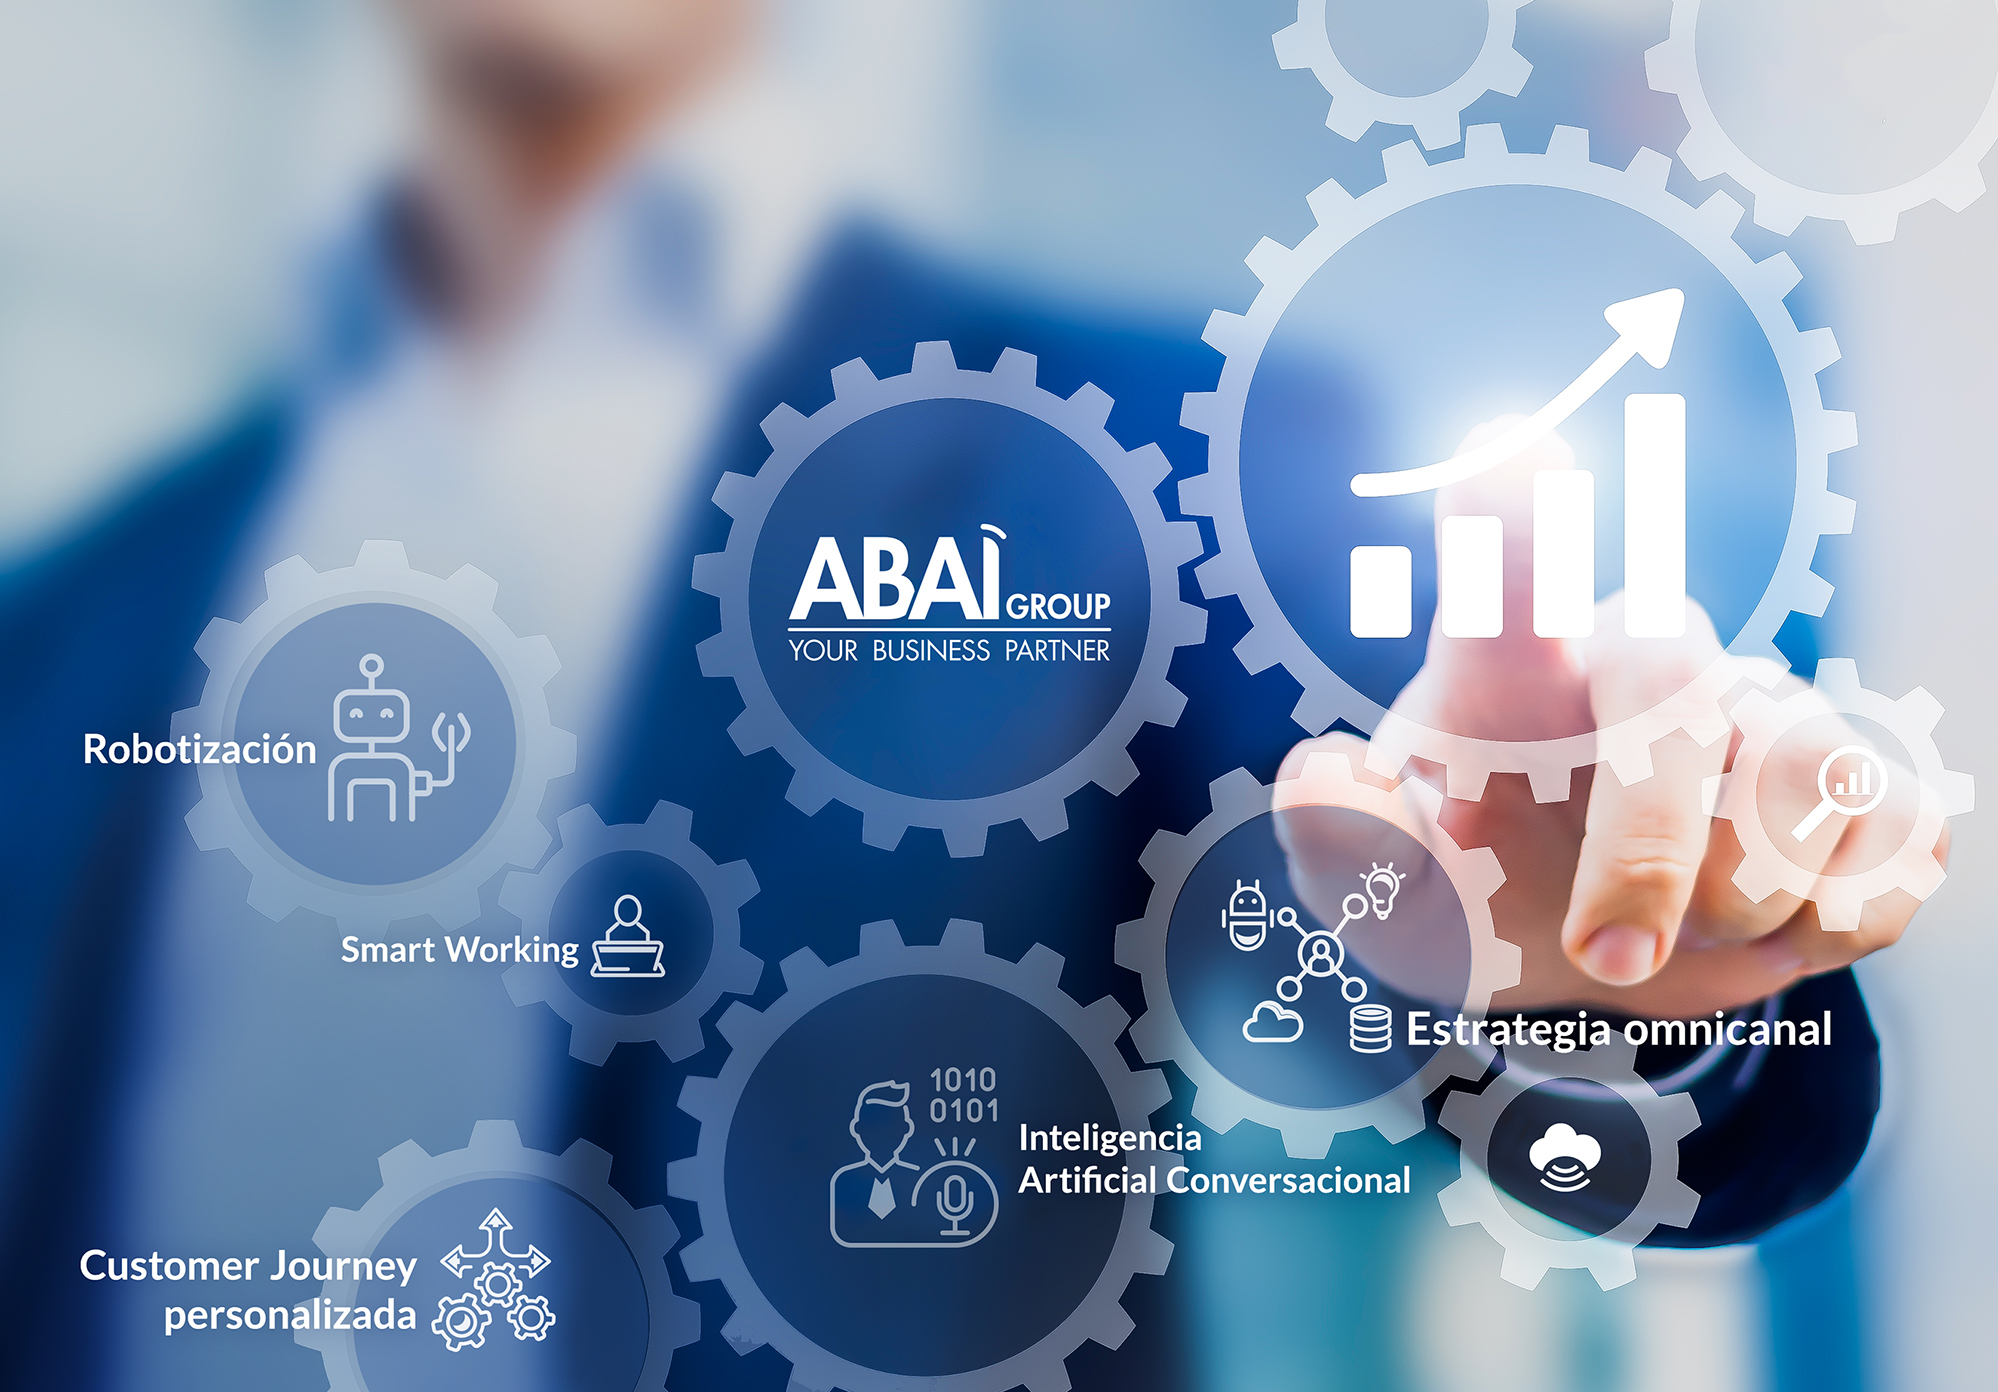 ABAI GROUP
YOUR BUSINESS PARTNER
Robotización
Smart Working
1010
0101
Inteligencia
Artificial Conversacional
Estrategia omnicanal
Customer Journey
personalizada